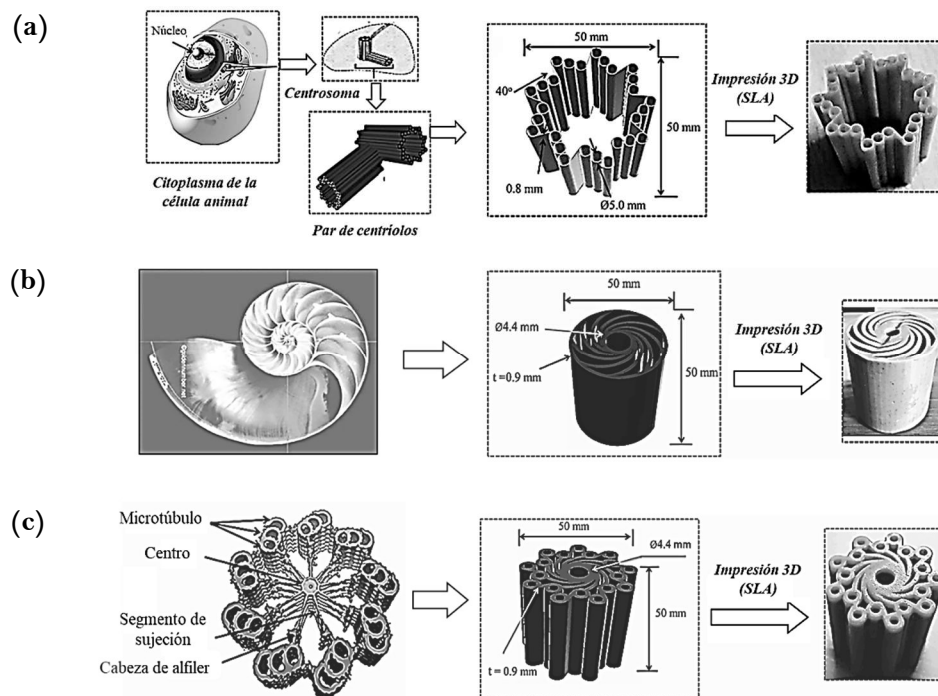 (a)
Núcleo
Citoplasma de la
célula animal
Centrosoma
Par de centríolos
50 mm
40º
50 mm
0.8 mm
Ø5.0 mm
Impresión 3D
(SLA)
(b)
©goldennumber.net
50 mm
Ø4.4 mm
t =0.9 mm
50 mm
Impresión 3D
(SLA)
(c)
Microtúbulo
Centro
Segmento de
sujeción
Cabeza de alfiler
50 mm
Ø4.4 mm
50 mm
t = 0.9 mm
Impresión 3D
(SLA)